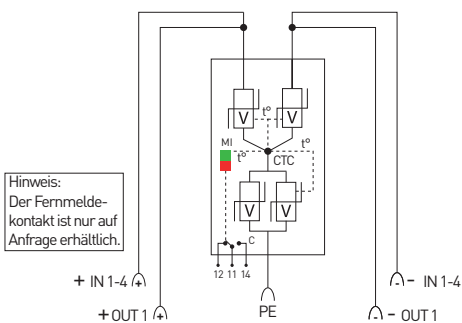 t°
V
V
MI
t°
t°
CTC
V
V
Hinweis:
Der Fernmelde-
kontakt ist nur auf
Anfrage erhältlich.
C
12 11 14
+ IN 1-4 +
- - IN 1-4
+ OUT 1 +
PE
- - OUT 1